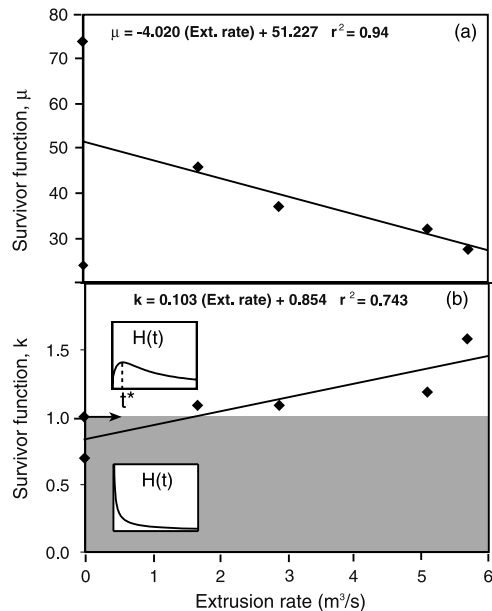 μ = -4.020 (Ext. rate) + 51.227 r² = 0.94
(a)
80
70
60
50
40
30
Survivor function, μ
k = 0.103 (Ext. rate) + 0.854 r² = 0.743
(b)
H(t)
t*
H(t)
1.5
1.0
0.5
0.0
Survivor function, k
0 1 2 3 4 5 6
Extrusion rate (m³/s)